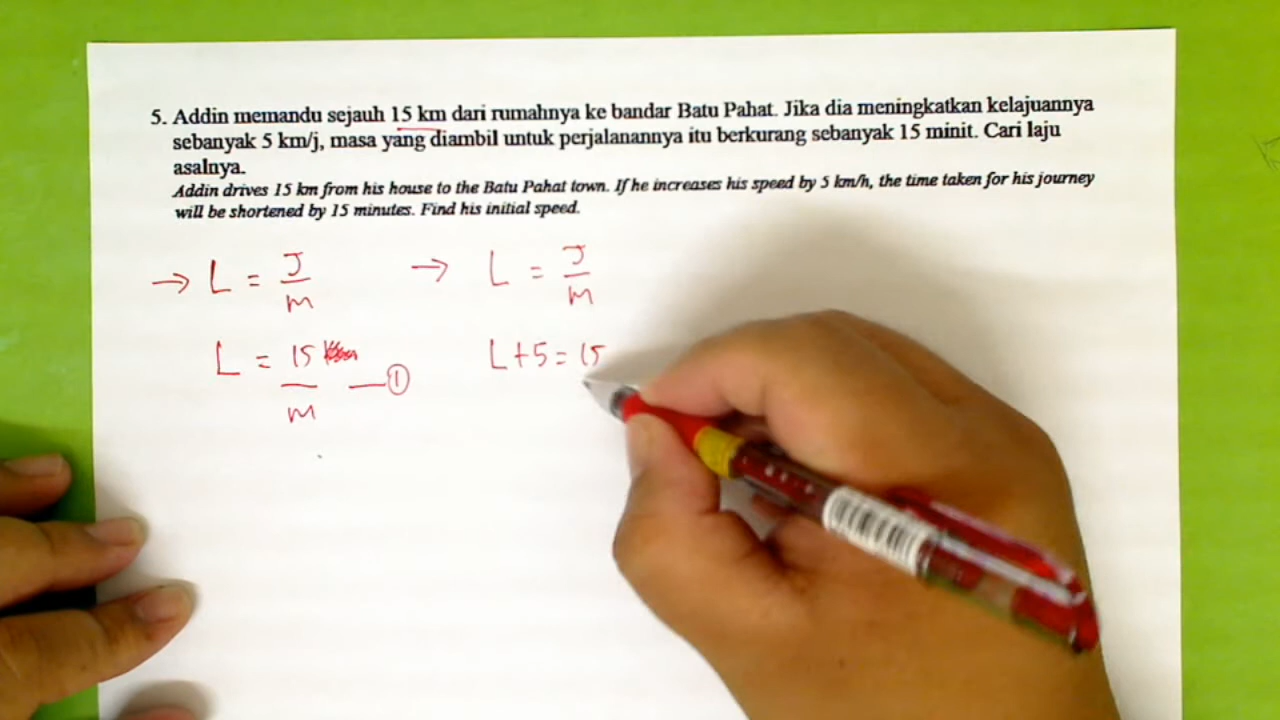 5. Addin memandu sejauh 15 km dari rumahnya ke bandar Batu Pahat. Jika dia meningkatkan kelajuannya
sebanyak 5 km/j, masa yang diambil untuk perjalanannya itu berkurang sebanyak 15 minit. Cari laju
asalnya.
Addin drives 15 km from his house to the Batu Pahat town. If he increases his speed by 5 km/h, the time taken for his journey
will be shortened by 15 minutes. Find his initial speed.
→ L = J/m
→ L = J/m
L = 15/m —①
L+5=15